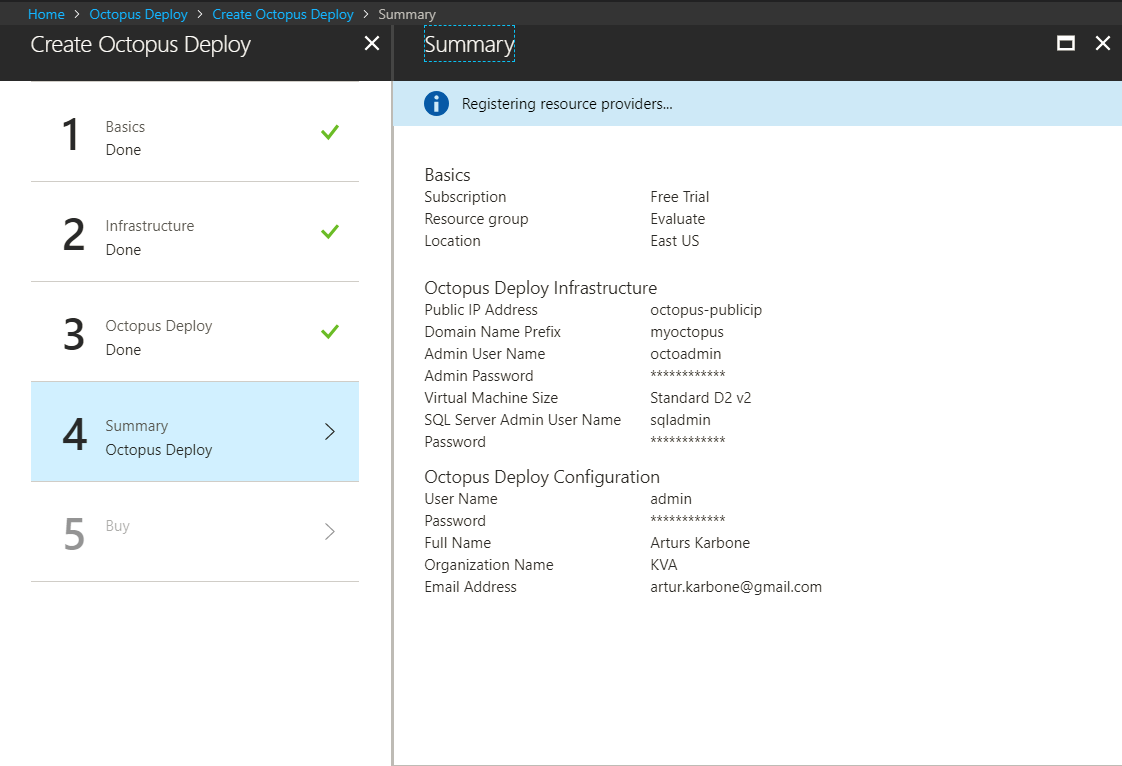 Home > Octopus Deploy > Create Octopus Deploy > Summary
Create Octopus Deploy
Summary
1 Basics
Done
2 Infrastructure
Done
3 Octopus Deploy
Done
4 Summary
Octopus Deploy
5 Buy
Registering resource providers...
Basics
Subscription Free Trial
Resource group Evaluate
Location East US
Octopus Deploy Infrastructure
Public IP Address octopus-publicip
Domain Name Prefix myoctopus
Admin User Name octoadmin
Admin Password ************
Virtual Machine Size Standard D2 v2
SQL Server Admin User Name sqladmin
Password ************
Octopus Deploy Configuration
User Name admin
Password ************
Full Name Arturs Karbone
Organization Name KVA
Email Address artur.karbone@gmail.com